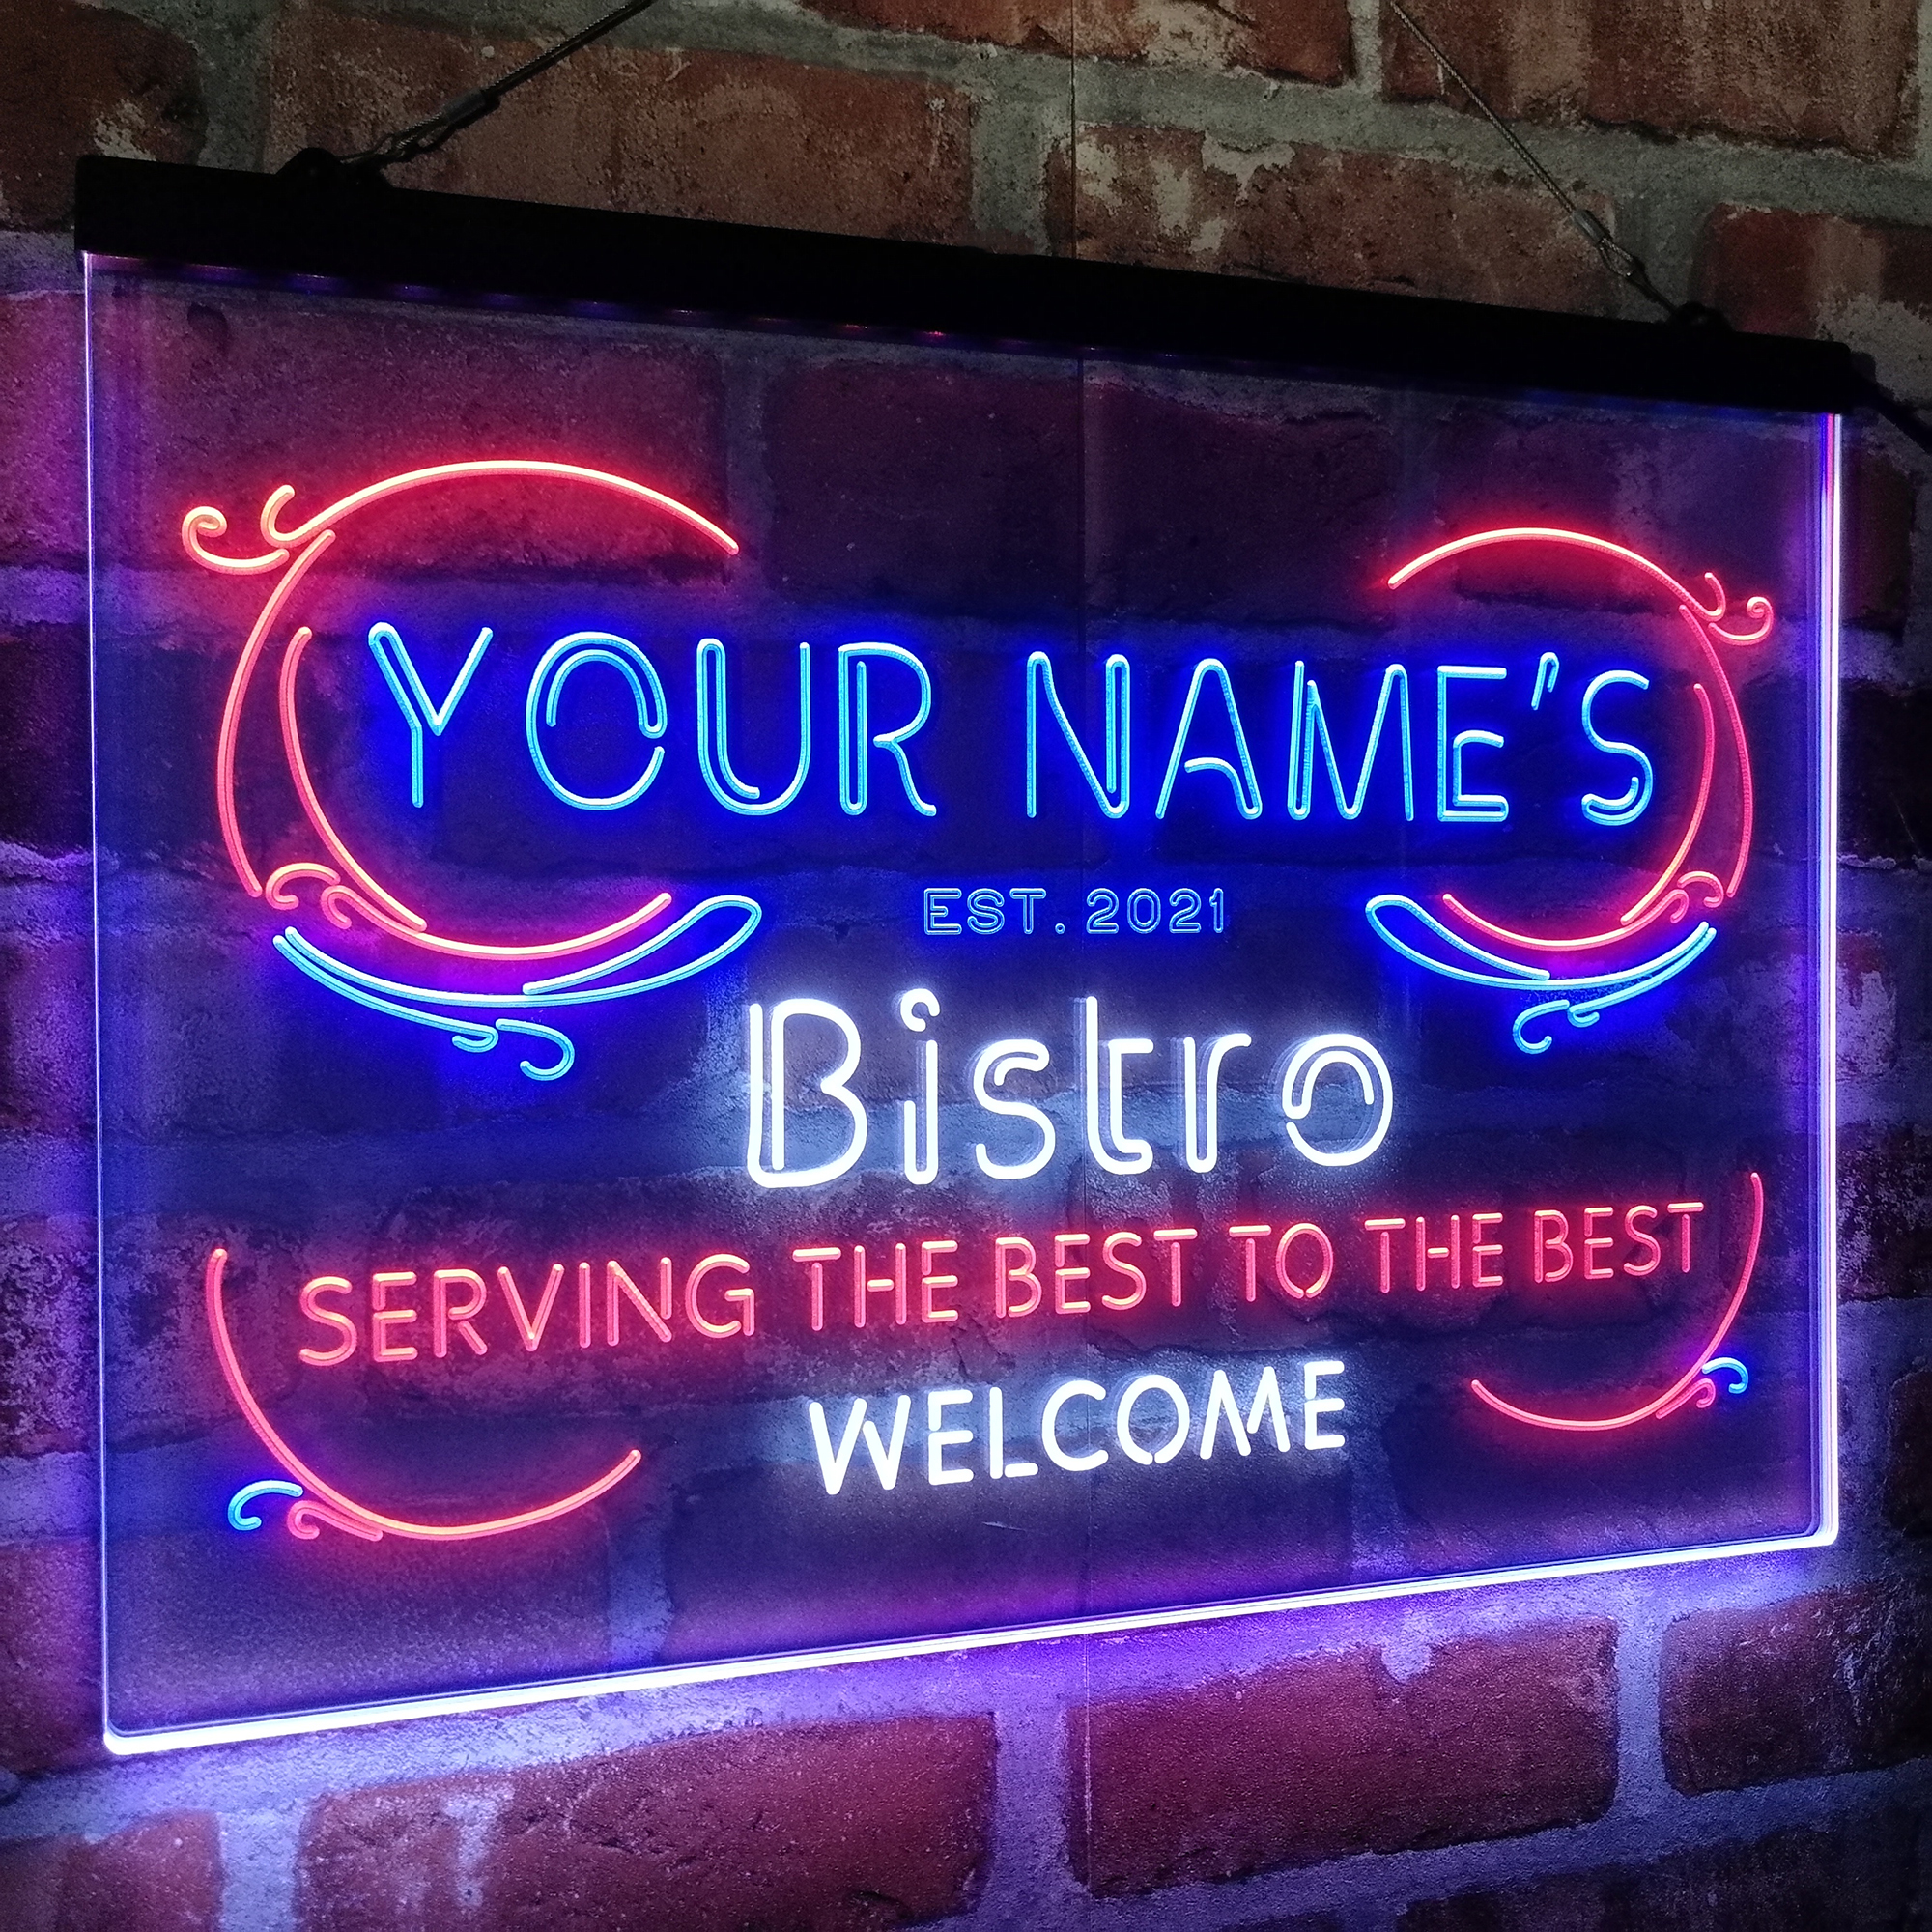 YOUR NAME'S
EST. 2021
Bistro
SERVING THE BEST TO THE BEST
WELCOME